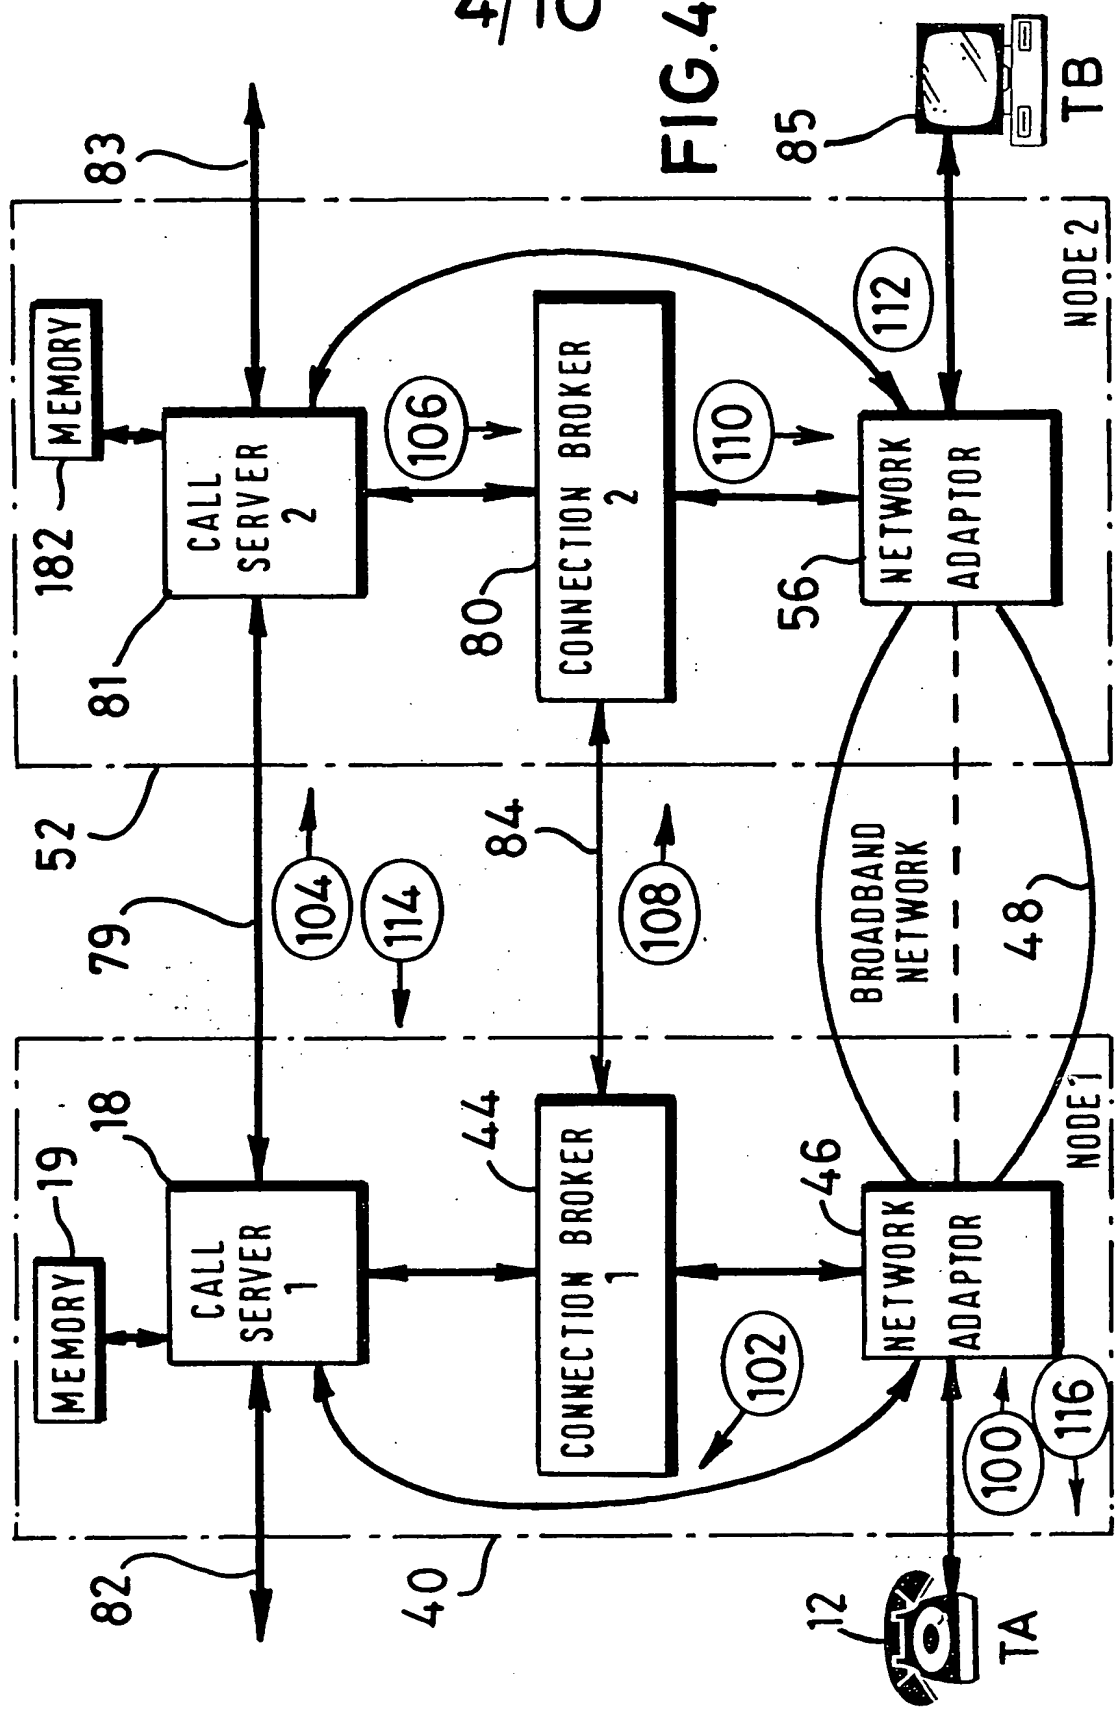 4/10
FIG.4
83
MEMORY
182
CALL
SERVER
2
81
106
CONNECTION BROKER
2
80
110
NETWORK
ADAPTOR
56
112
85
TB
NODE 2
52
79
104
114
84
108
BROADBAND
NETWORK
48
MEMORY
19
18
CALL
SERVER
1
44
CONNECTION BROKER
1
102
46
NETWORK
ADAPTOR
NODE 1
100
116
82
40
12
TA